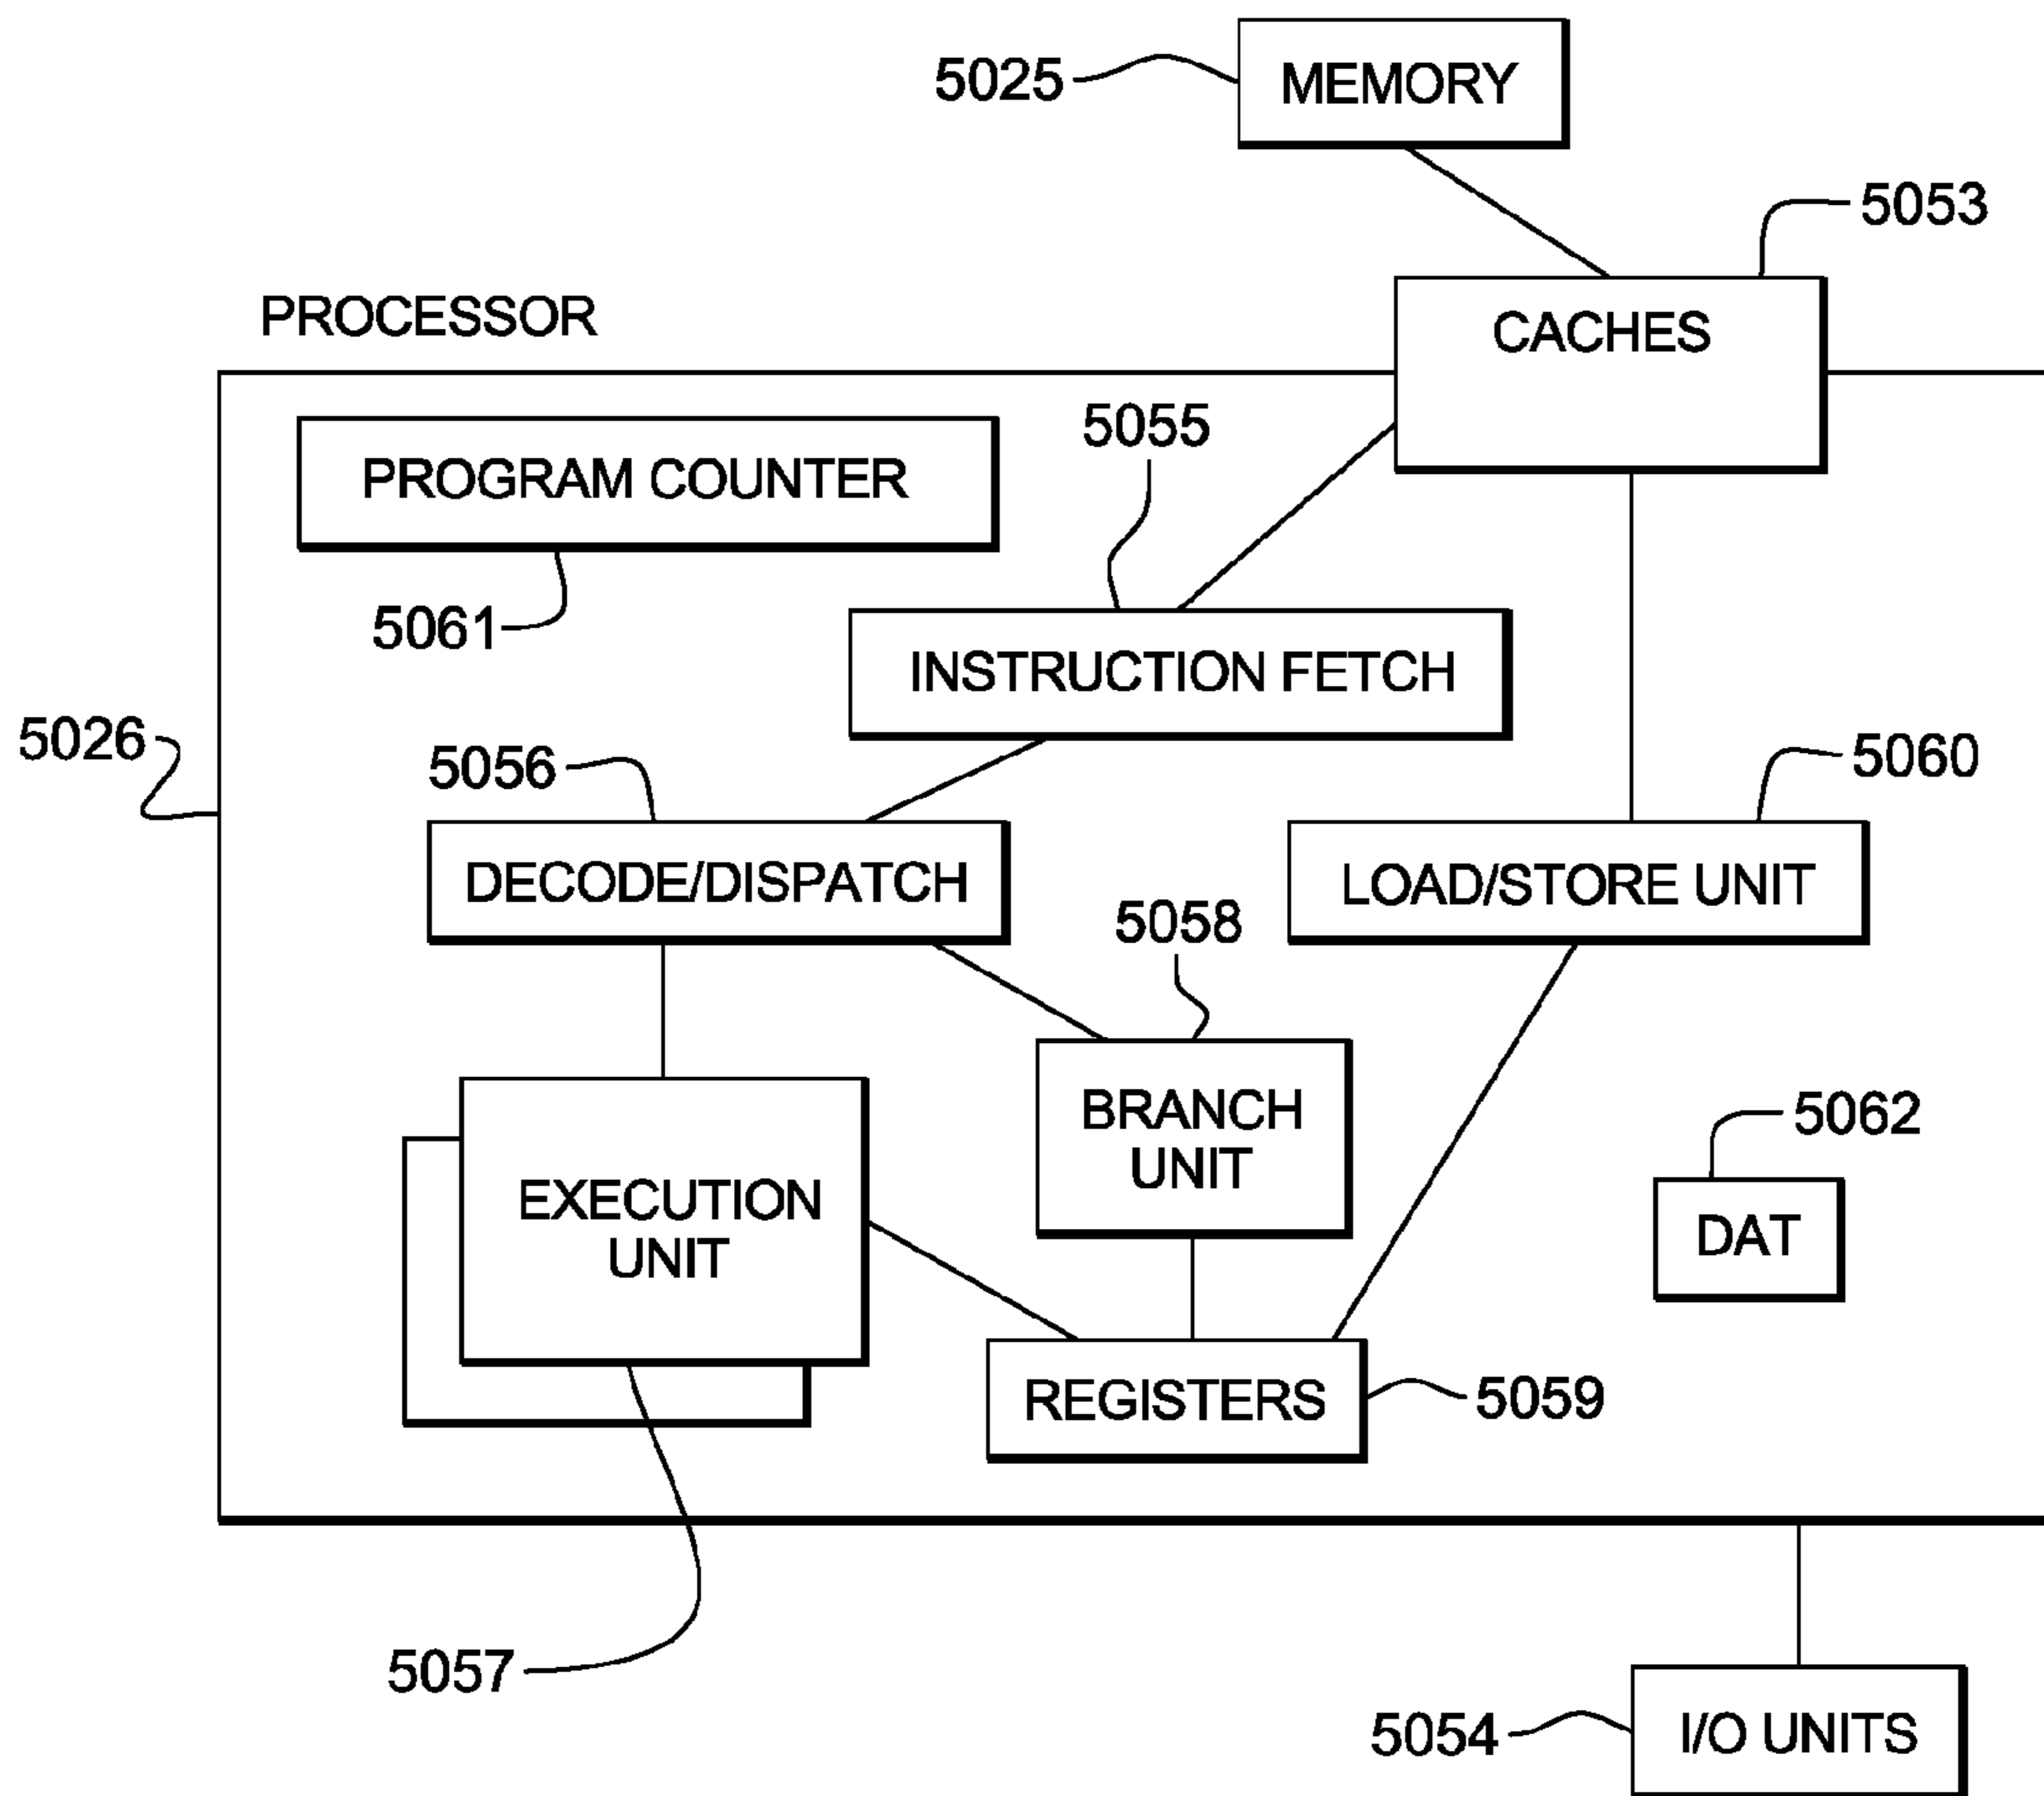 MEMORY
5025
5053
CACHES
PROCESSOR
5055
PROGRAM COUNTER
5061
INSTRUCTION FETCH
5026
5056
5060
DECODE/DISPATCH
LOAD/STORE UNIT
5058
BRANCH
UNIT
5062
EXECUTION
UNIT
DAT
REGISTERS
5059
5057
5054
I/O UNITS